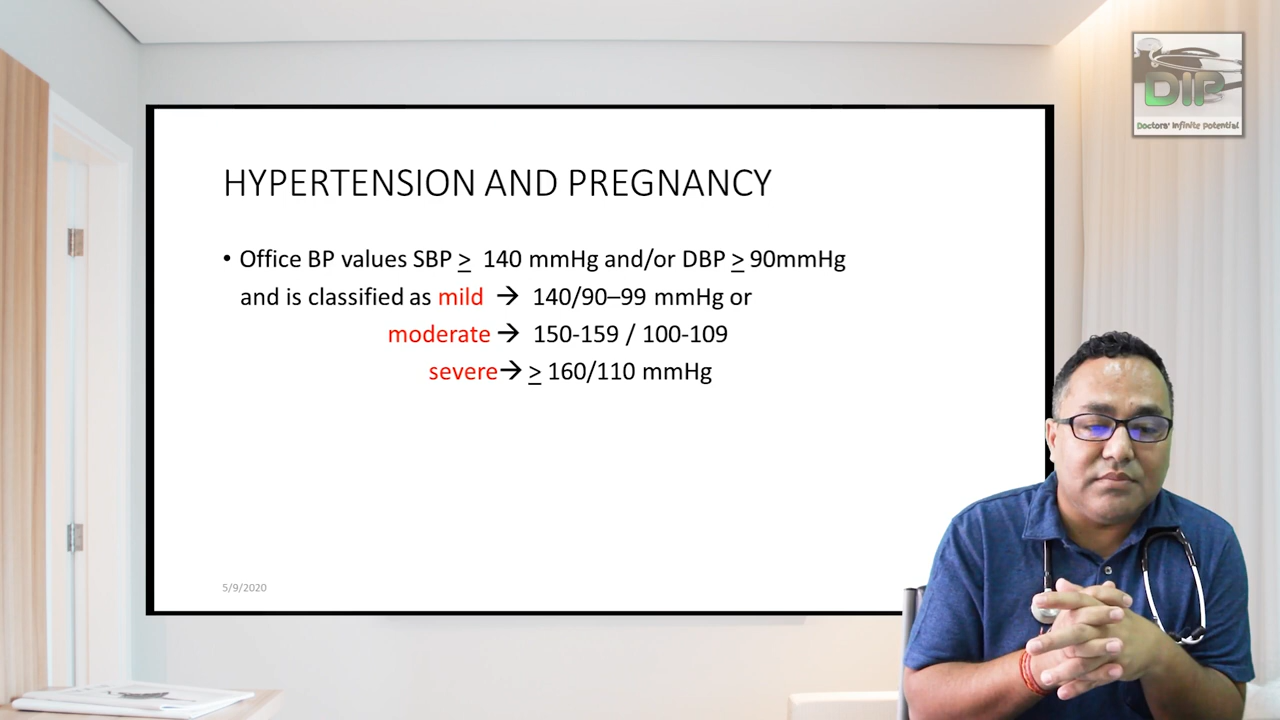 DIP
Doctors' Infinite Potential
HYPERTENSION AND PREGNANCY
• Office BP values SBP ≥ 140 mmHg and/or DBP ≥ 90mmHg
and is classified as mild → 140/90–99 mmHg or
moderate → 150-159 / 100-109
severe→ ≥ 160/110 mmHg
5/9/2020